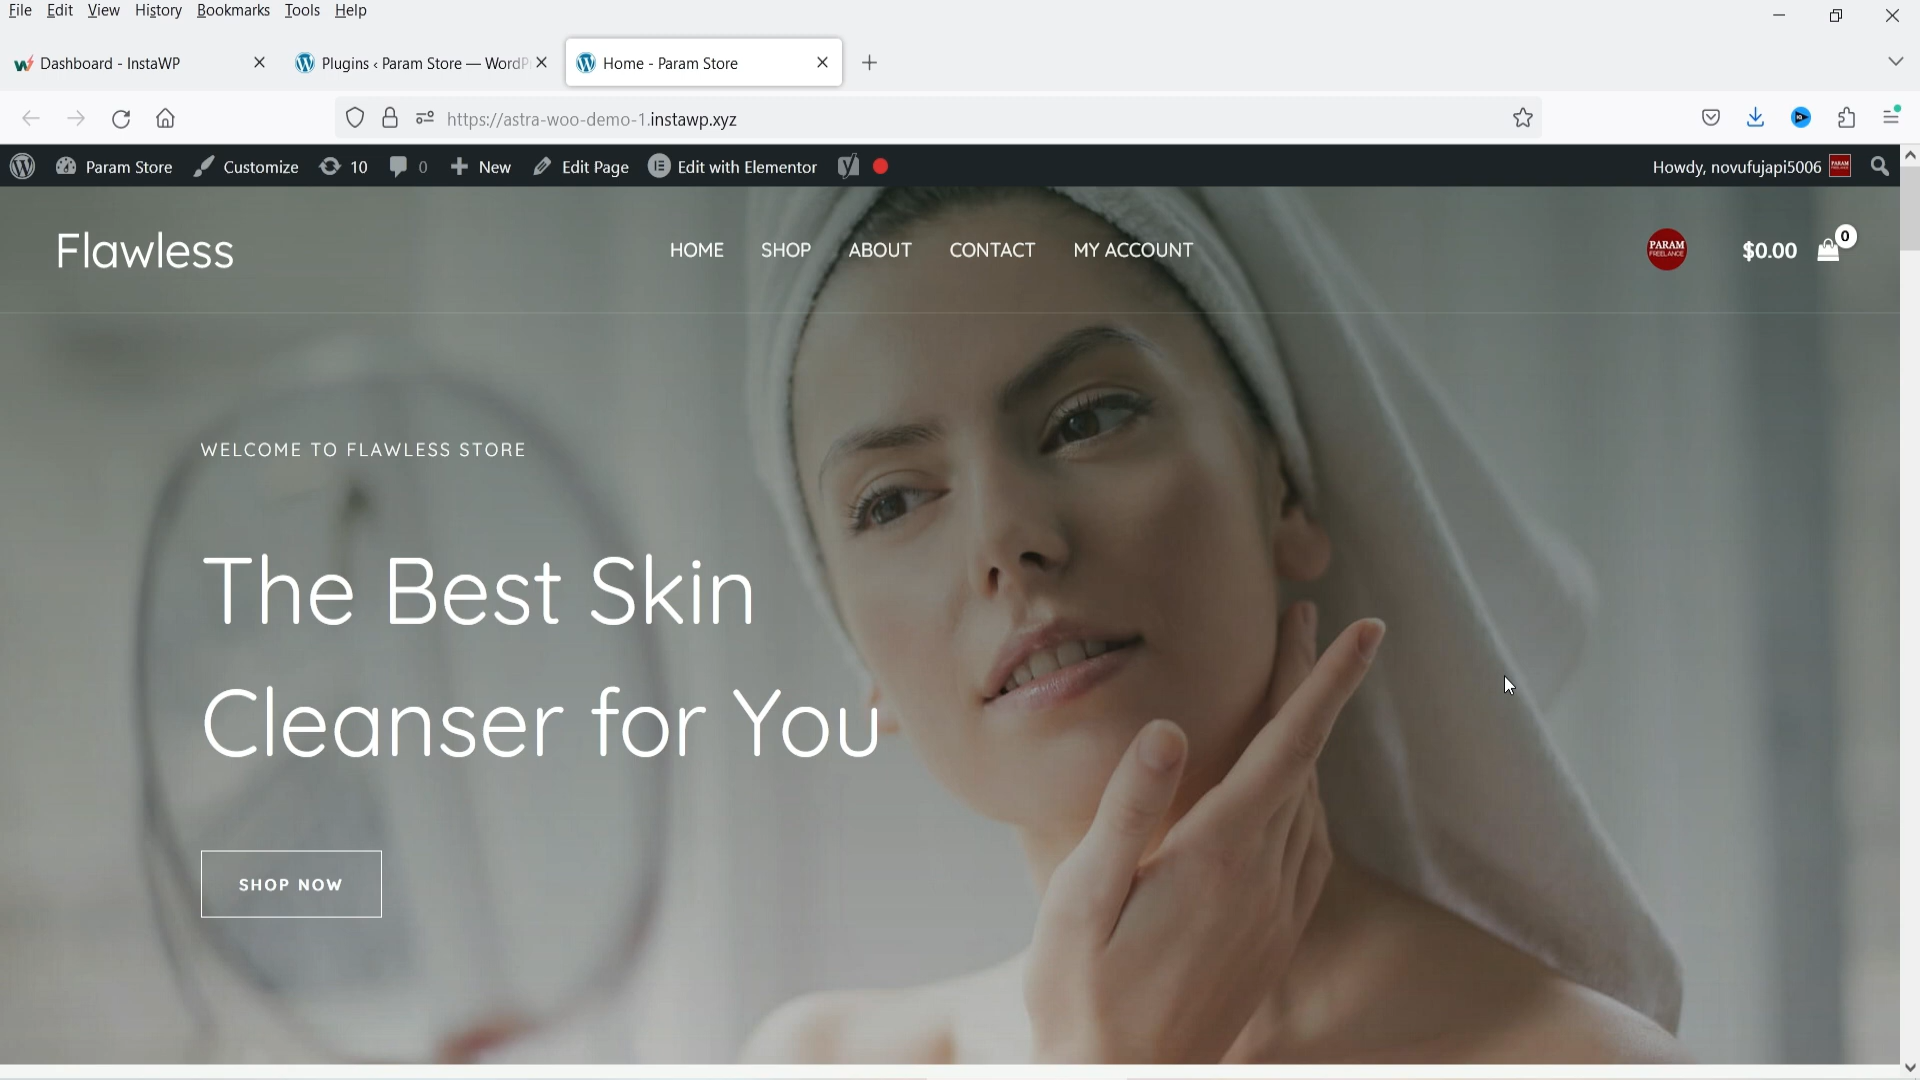 File Edit View History Bookmarks Tools Help
Dashboard - InstaWP
Plugins ‹ Param Store — WordP
Home - Param Store
https://astra-woo-demo-1.instawp.xyz
Param Store Customize 10 0 New Edit Page Edit with Elementor Howdy, novufujapi5006
Flawless
HOME SHOP ABOUT CONTACT MY ACCOUNT
PARAM
FREELANCE
$0.00 0
WELCOME TO FLAWLESS STORE
The Best Skin
Cleanser for You
SHOP NOW